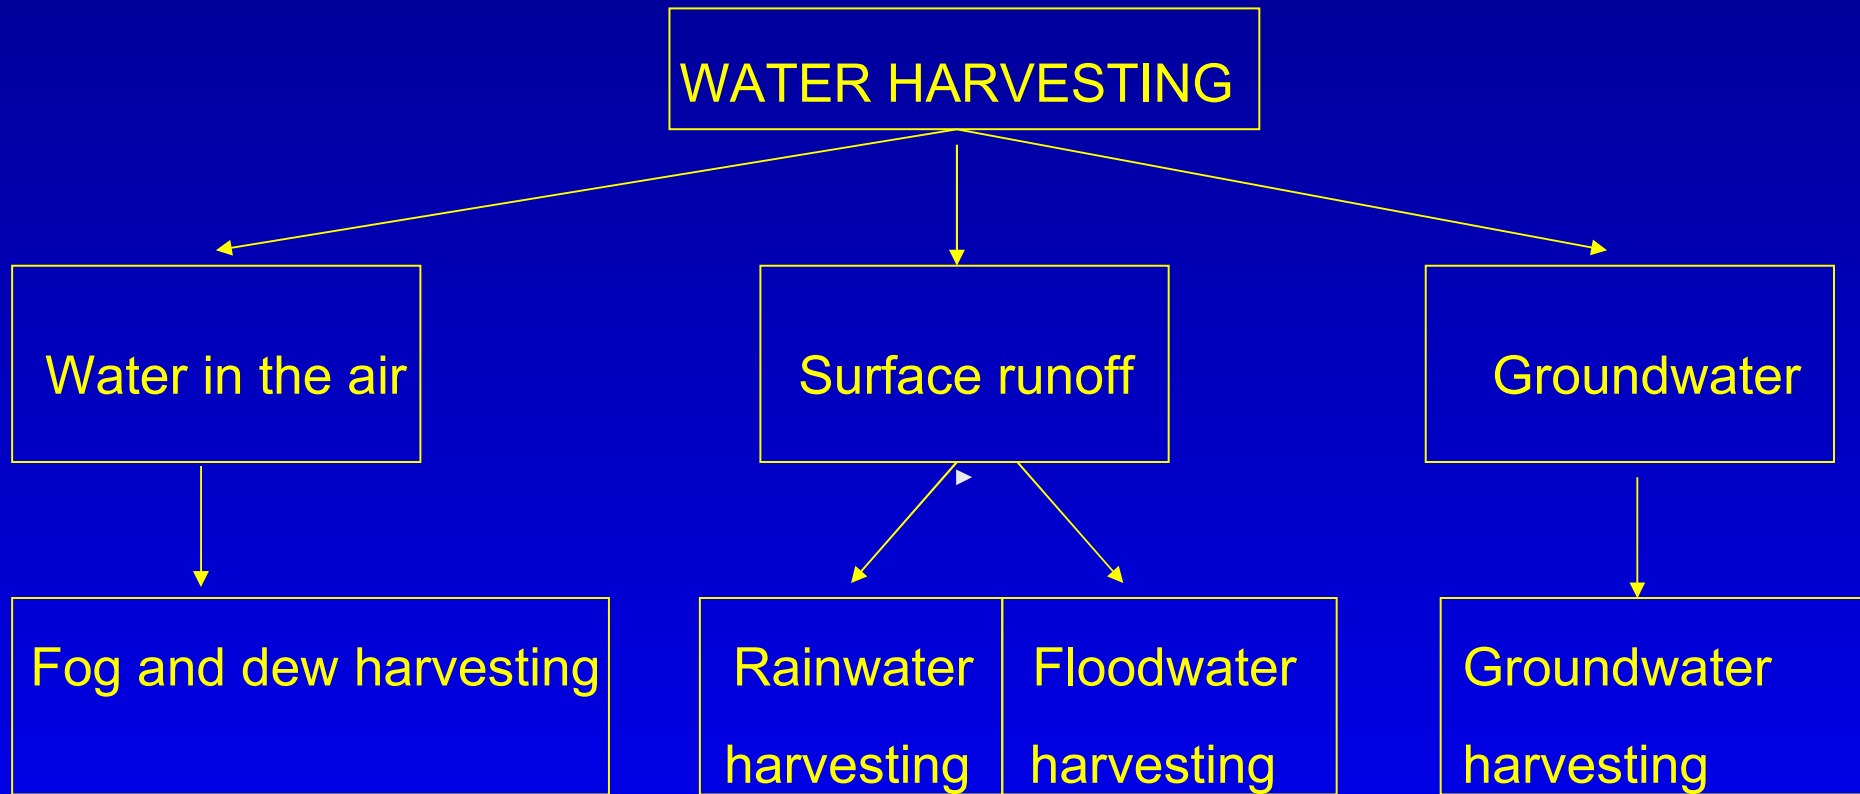 WATER HARVESTING
Water in the air
Surface runoff
Groundwater
Fog and dew harvesting
Rainwater
harvesting
Floodwater
harvesting
Groundwater
harvesting